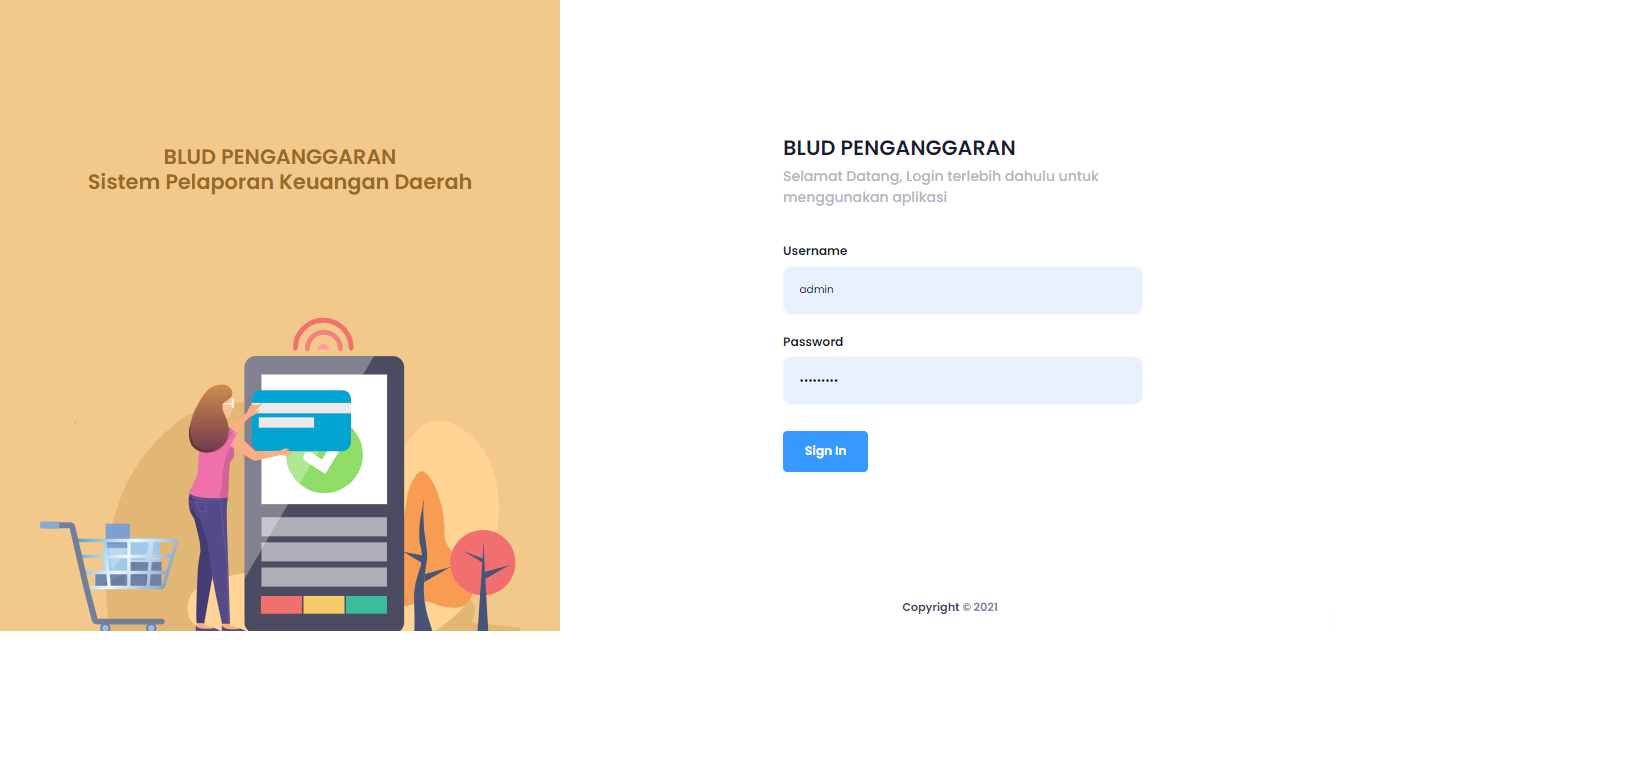 BLUD PENGANGGARAN
Sistem Pelaporan Keuangan Daerah
BLUD PENGANGGARAN
Selamat Datang, Login terlebih dahulu untuk
menggunakan aplikasi
Username
admin
Password
•••••••••
Sign In
Copyright © 2021